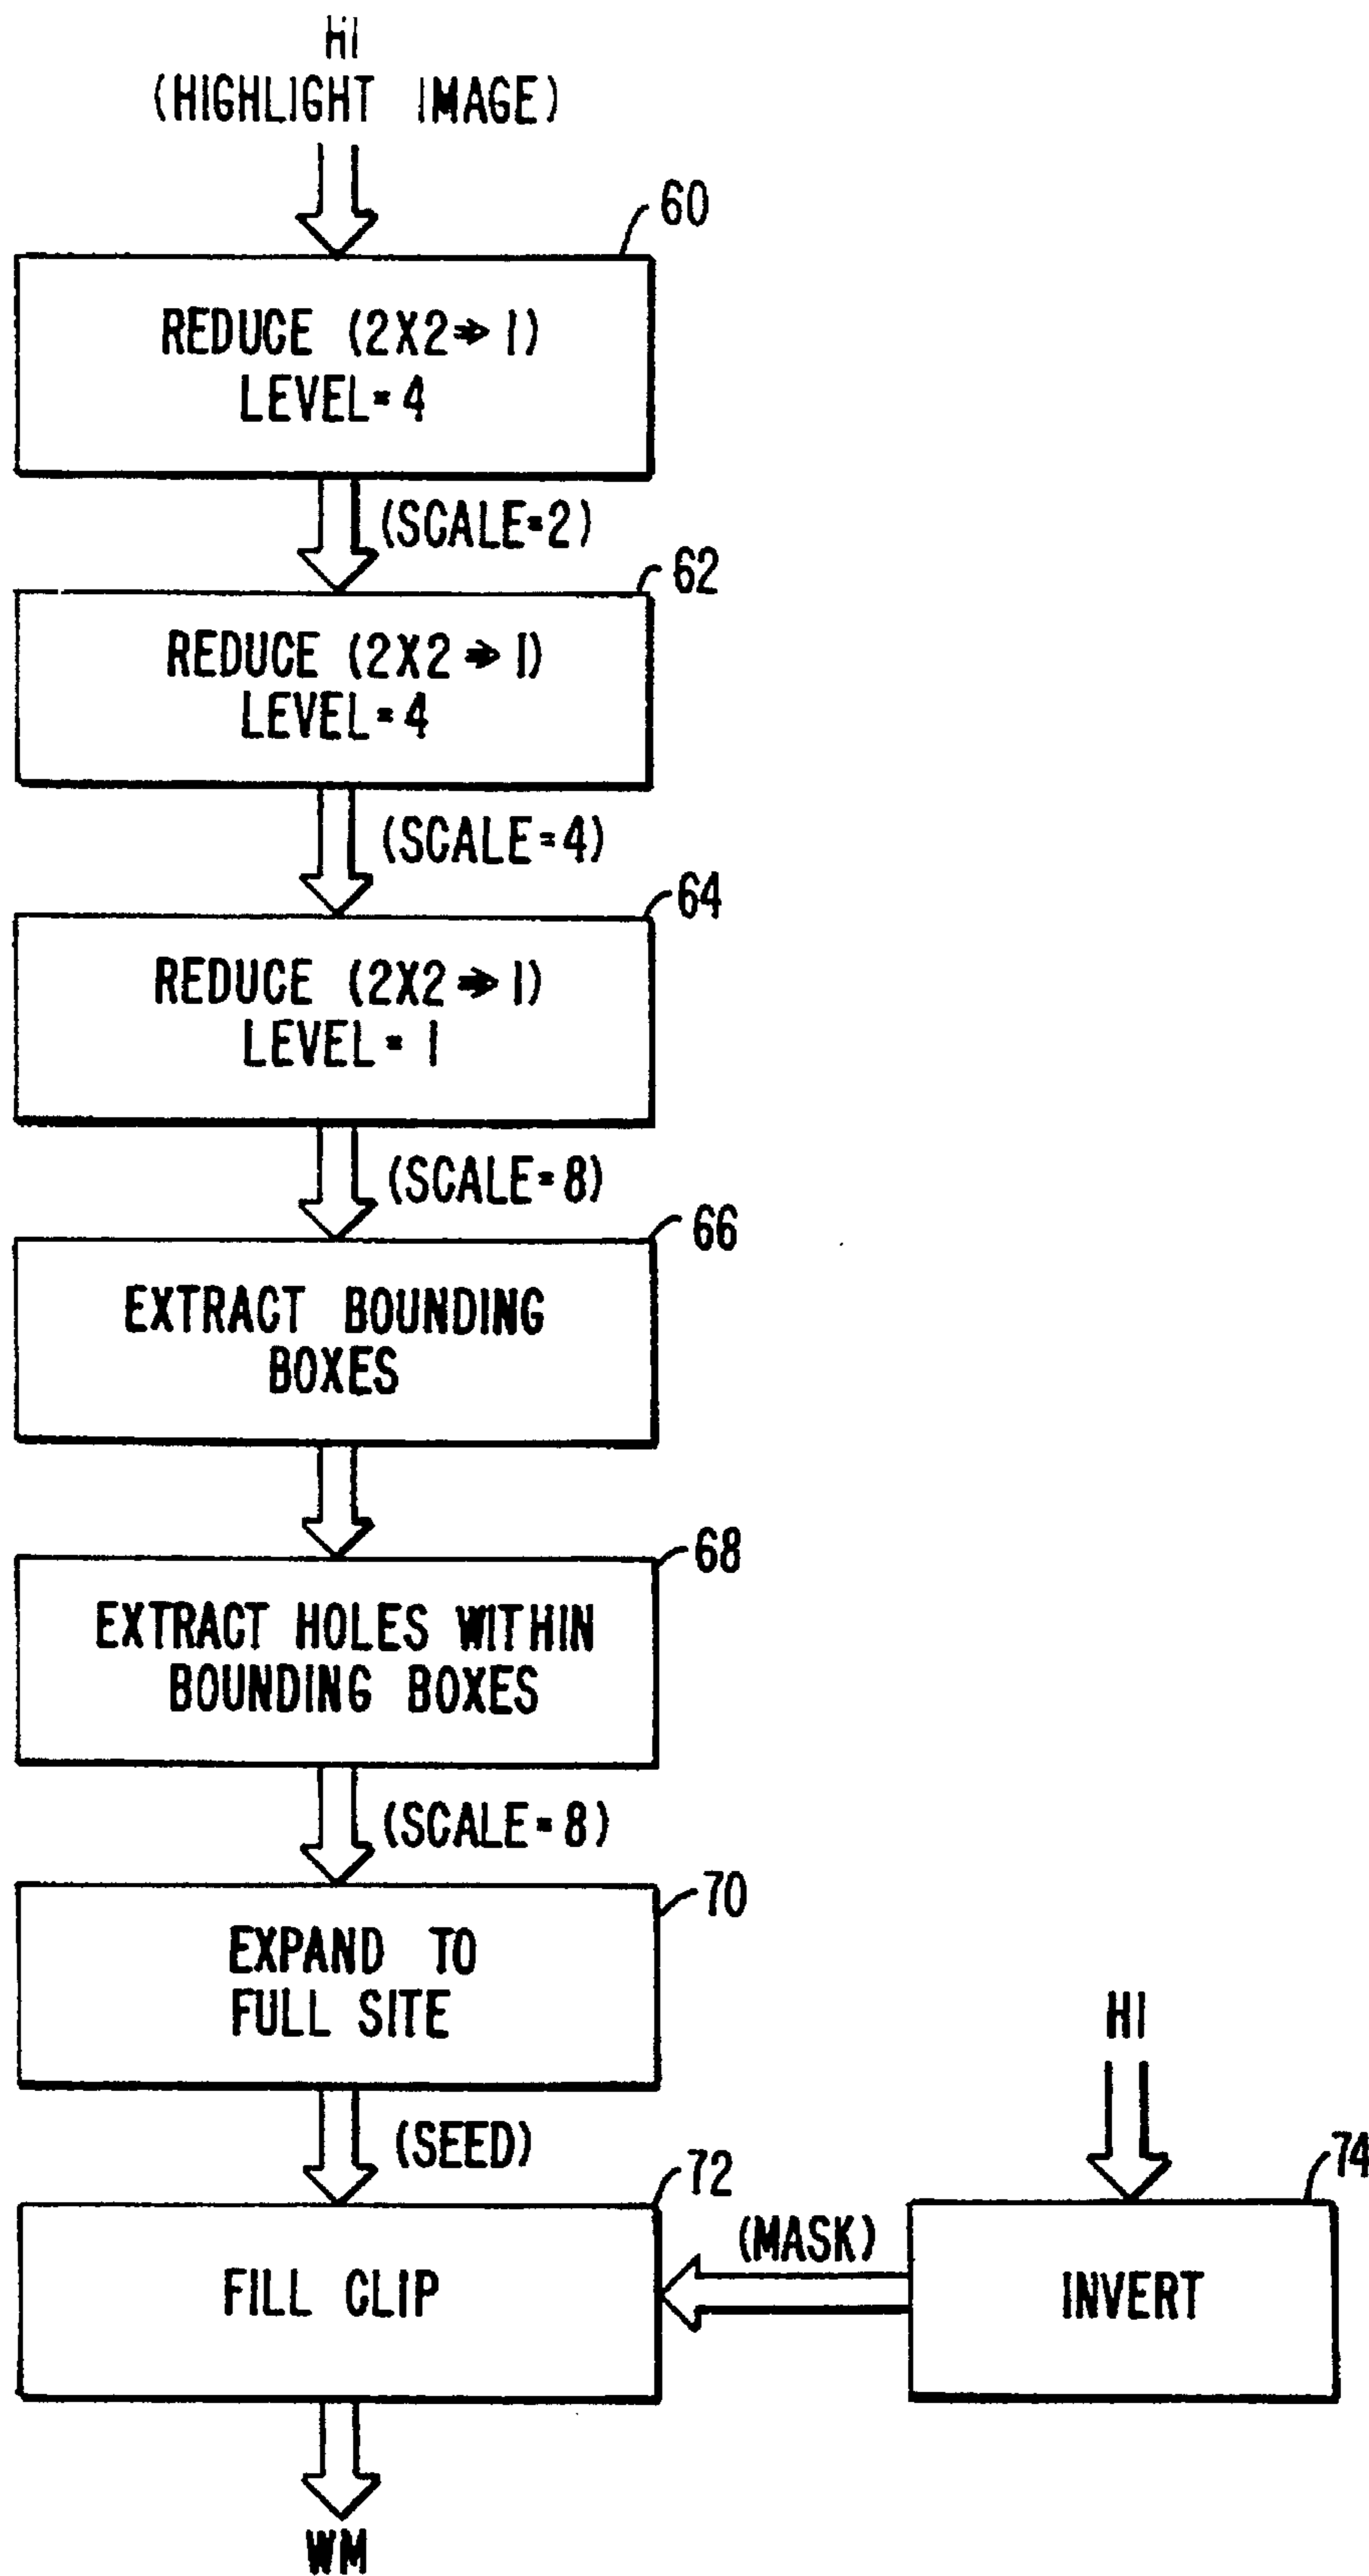 HI
(HIGHLIGHT IMAGE)
60
REDUCE (2X2➔1)
LEVEL=4
(SCALE=2)
62
REDUCE (2X2➔1)
LEVEL=4
(SCALE=4)
64
REDUCE (2X2➔1)
LEVEL=1
(SCALE=8)
66
EXTRACT BOUNDING
BOXES
68
EXTRACT HOLES WITHIN
BOUNDING BOXES
(SCALE=8)
70
EXPAND TO
FULL SITE
HI
(SEED)
72
74
FILL CLIP
(MASK)
INVERT
WM